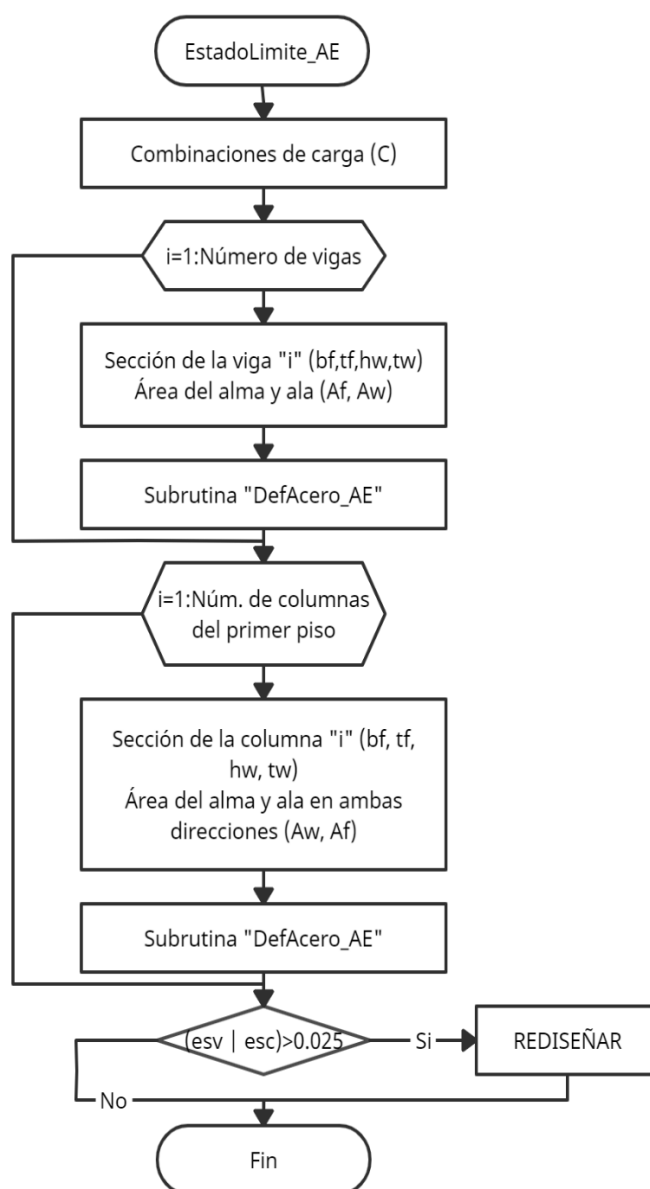 EstadoLimite_AE
Combinaciones de carga (C)
i=1:Número de vigas
Sección de la viga "i" (bf,tf,hw,tw)
Área del alma y ala (Af, Aw)
Subrutina "DefAcero_AE"
i=1:Núm. de columnas
del primer piso
Sección de la columna "i" (bf, tf,
hw, tw)
Área del alma y ala en ambas
direcciones (Aw, Af)
Subrutina "DefAcero_AE"
(esv | esc)>0.025
Si
REDISEÑAR
No
Fin